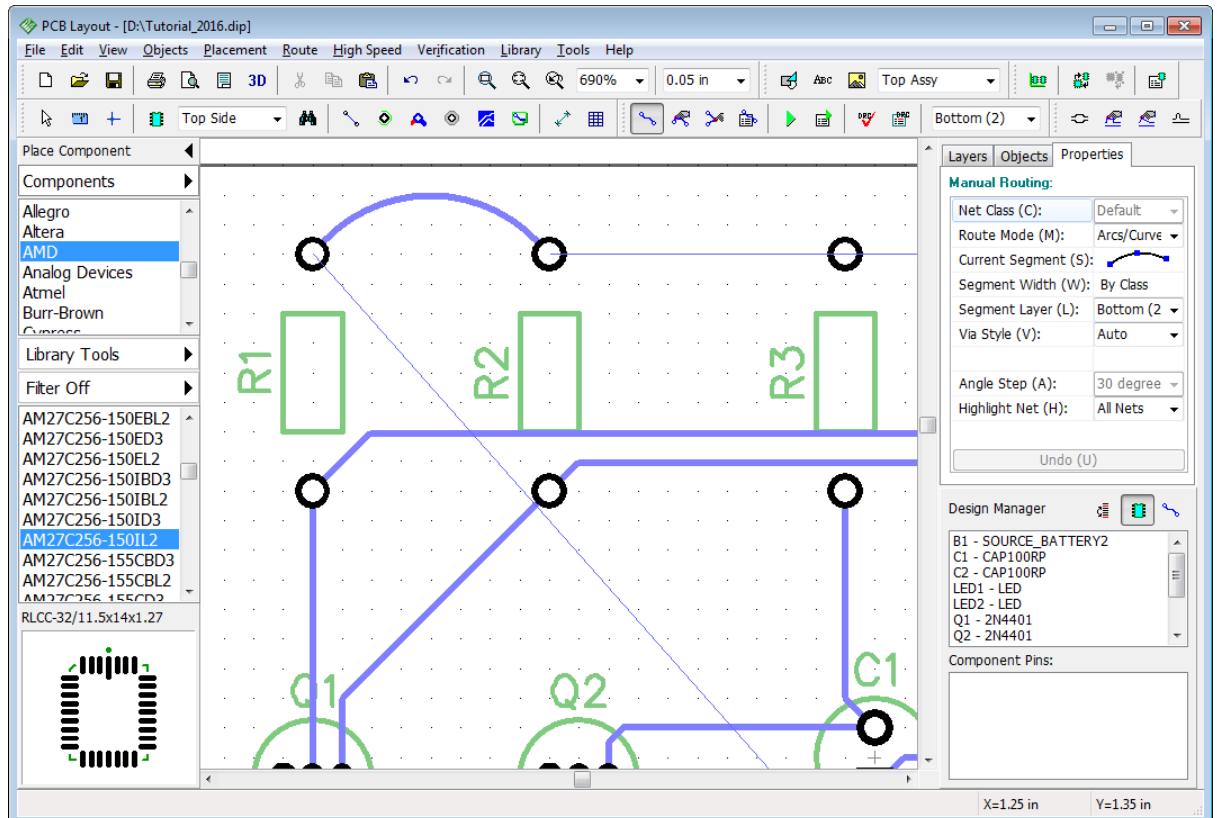 PCB Layout - [D:\Tutorial_2016.dip]
File Edit View Objects Placement Route High Speed Verification Library Tools Help
3D 690% 0.05 in ABC Top Assy
Top Side DRC DRC Bottom (2)
Place Component
Components
Allegro
Altera
AMD
Analog Devices
Atmel
Burr-Brown
Cypress
Library Tools
Filter Off
AM27C256-150EBL2
AM27C256-150ED3
AM27C256-150EL2
AM27C256-150IBD3
AM27C256-150IBL2
AM27C256-150ID3
AM27C256-150IL2
AM27C256-155CBD3
AM27C256-155CBL2
AM27C256-155CD3
RLCC-32/11.5x14x1.27
R1 R2 R3
Q1 Q2 C1
Layers Objects Properties
Manual Routing:
Net Class (C): Default
Route Mode (M): Arcs/Curve
Current Segment (S):
Segment Width (W): By Class
Segment Layer (L): Bottom (2
Via Style (V): Auto
Angle Step (A): 30 degree
Highlight Net (H): All Nets
Undo (U)
Design Manager
B1 - SOURCE_BATTERY2
C1 - CAP100RP
C2 - CAP100RP
LED1 - LED
LED2 - LED
Q1 - 2N4401
Q2 - 2N4401
Component Pins:
X=1.25 in Y=1.35 in